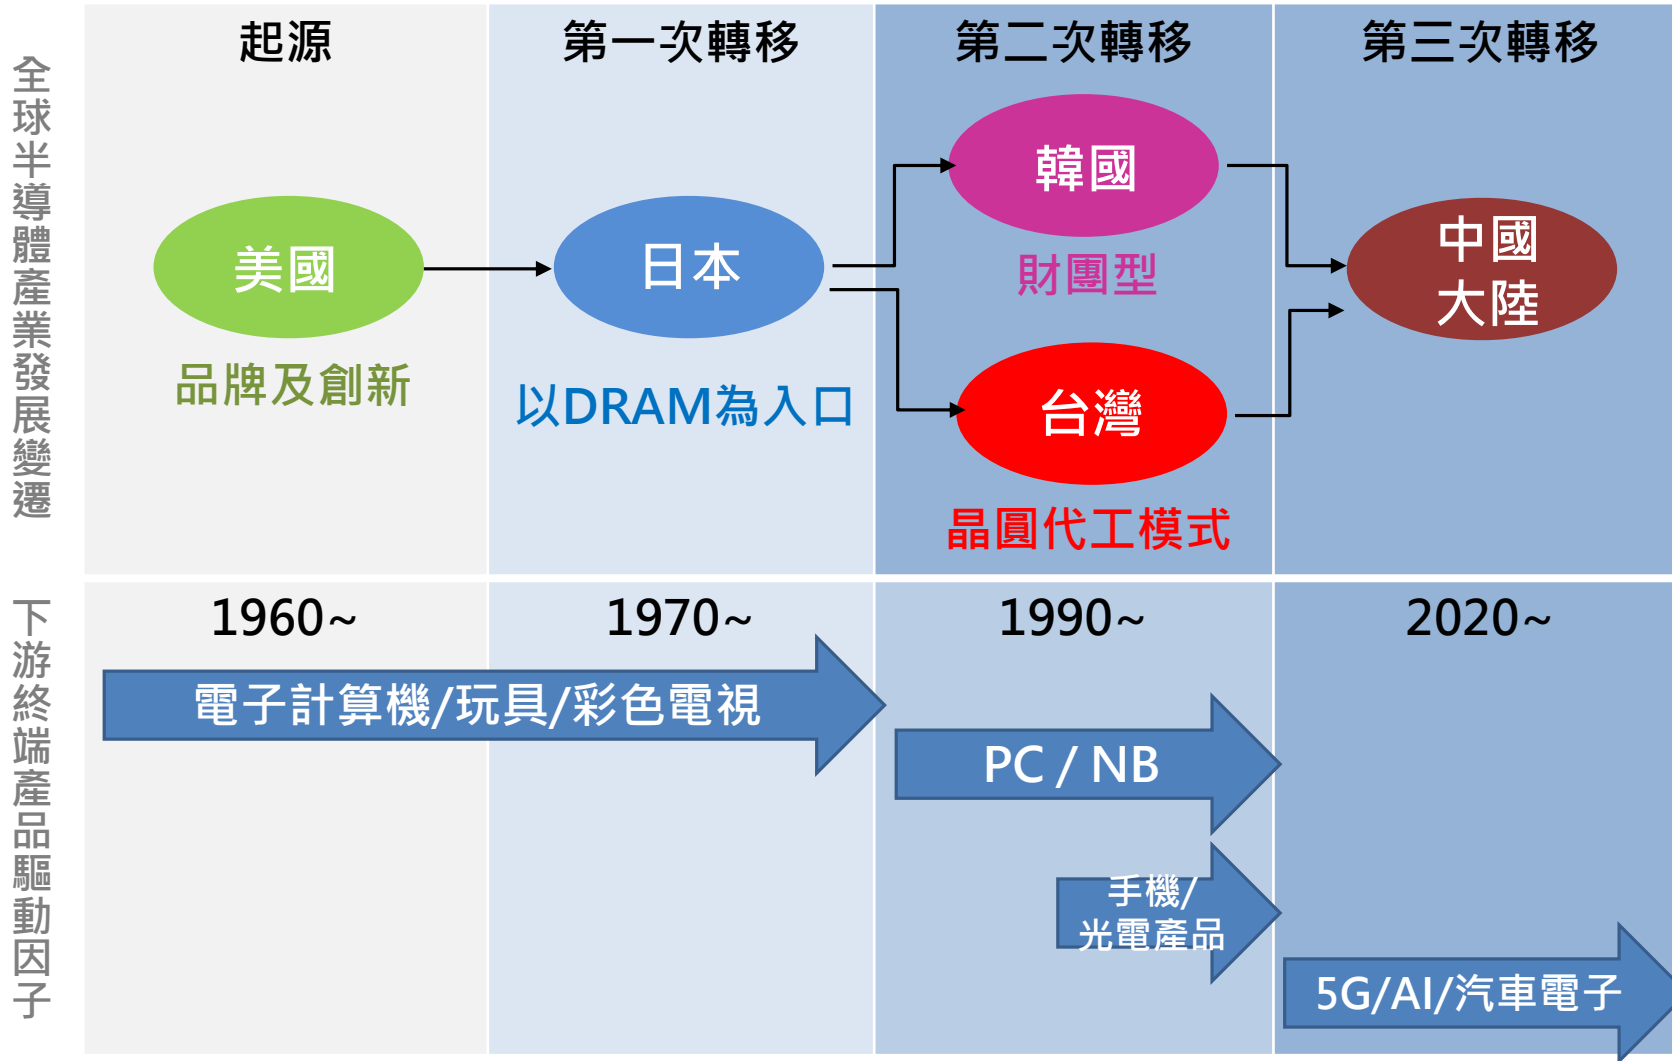 全球半導體產業發展變遷
起源
第一次轉移
第二次轉移
第三次轉移
美國
品牌及創新
日本
以DRAM為入口
韓國
財團型
台灣
晶圓代工模式
中國
大陸
下游終端產品驅動因子
1960~
1970~
1990~
2020~
電子計算機/玩具/彩色電視
PC / NB
手機/
光電產品
5G/AI/汽車電子